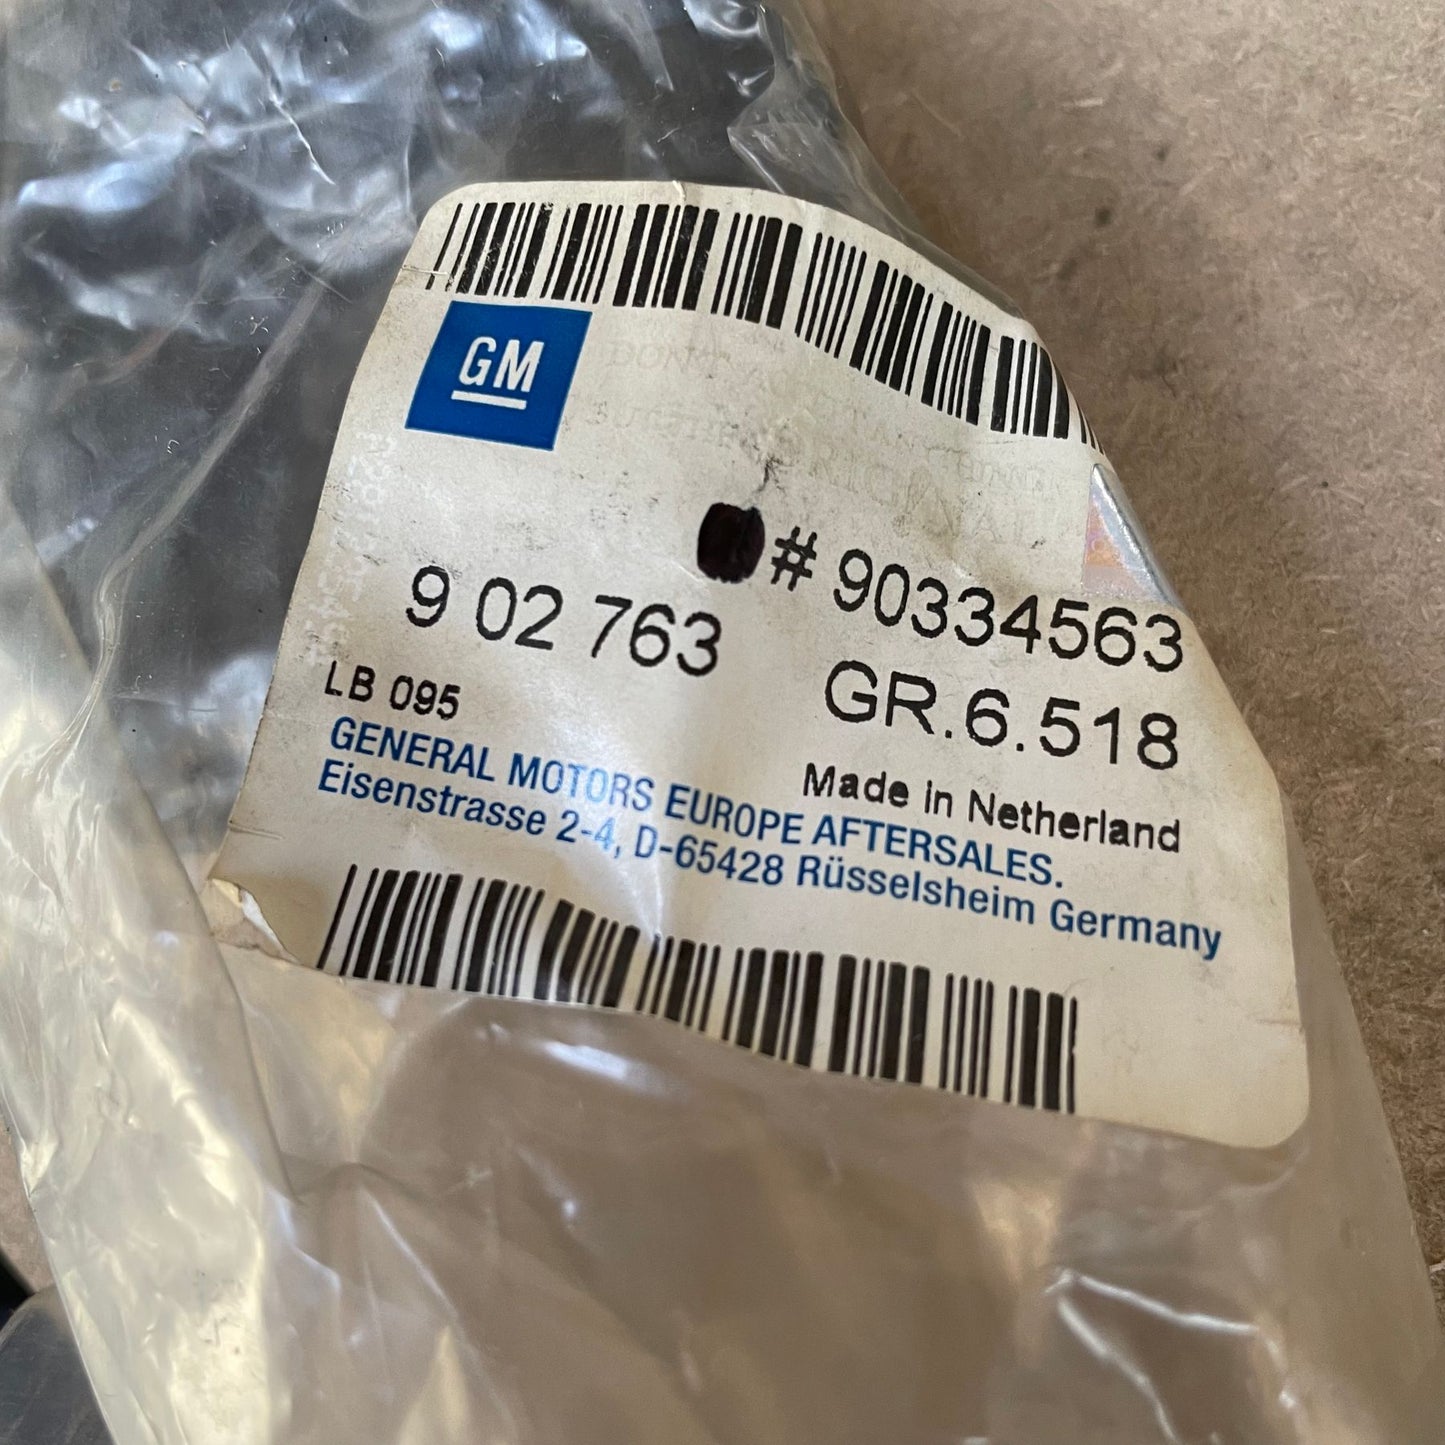 GM
# 90334563
9 02 763
GR.6.518
LB 095
Made in Netherland
GENERAL MOTORS EUROPE AFTERSALES.
Eisenstrasse 2-4, D-65428 Rüsselsheim Germany